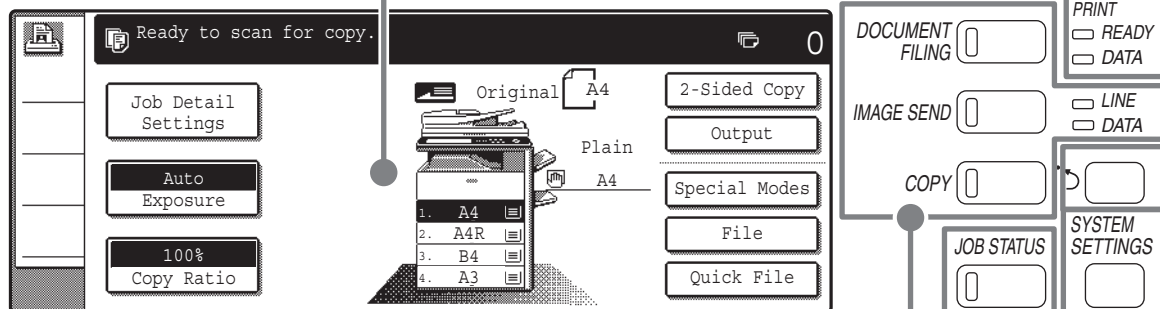 Ready to scan for copy.
0
Job Detail
Settings
Auto
Exposure
100%
Copy Ratio
Original
A4
Plain
A4
1. A4
2. A4R
3. B4
4. A3
2-Sided Copy
Output
Special Modes
File
Quick File
DOCUMENT
FILING
IMAGE SEND
COPY
JOB STATUS
PRINT
READY
DATA
LINE
DATA
SYSTEM
SETTINGS